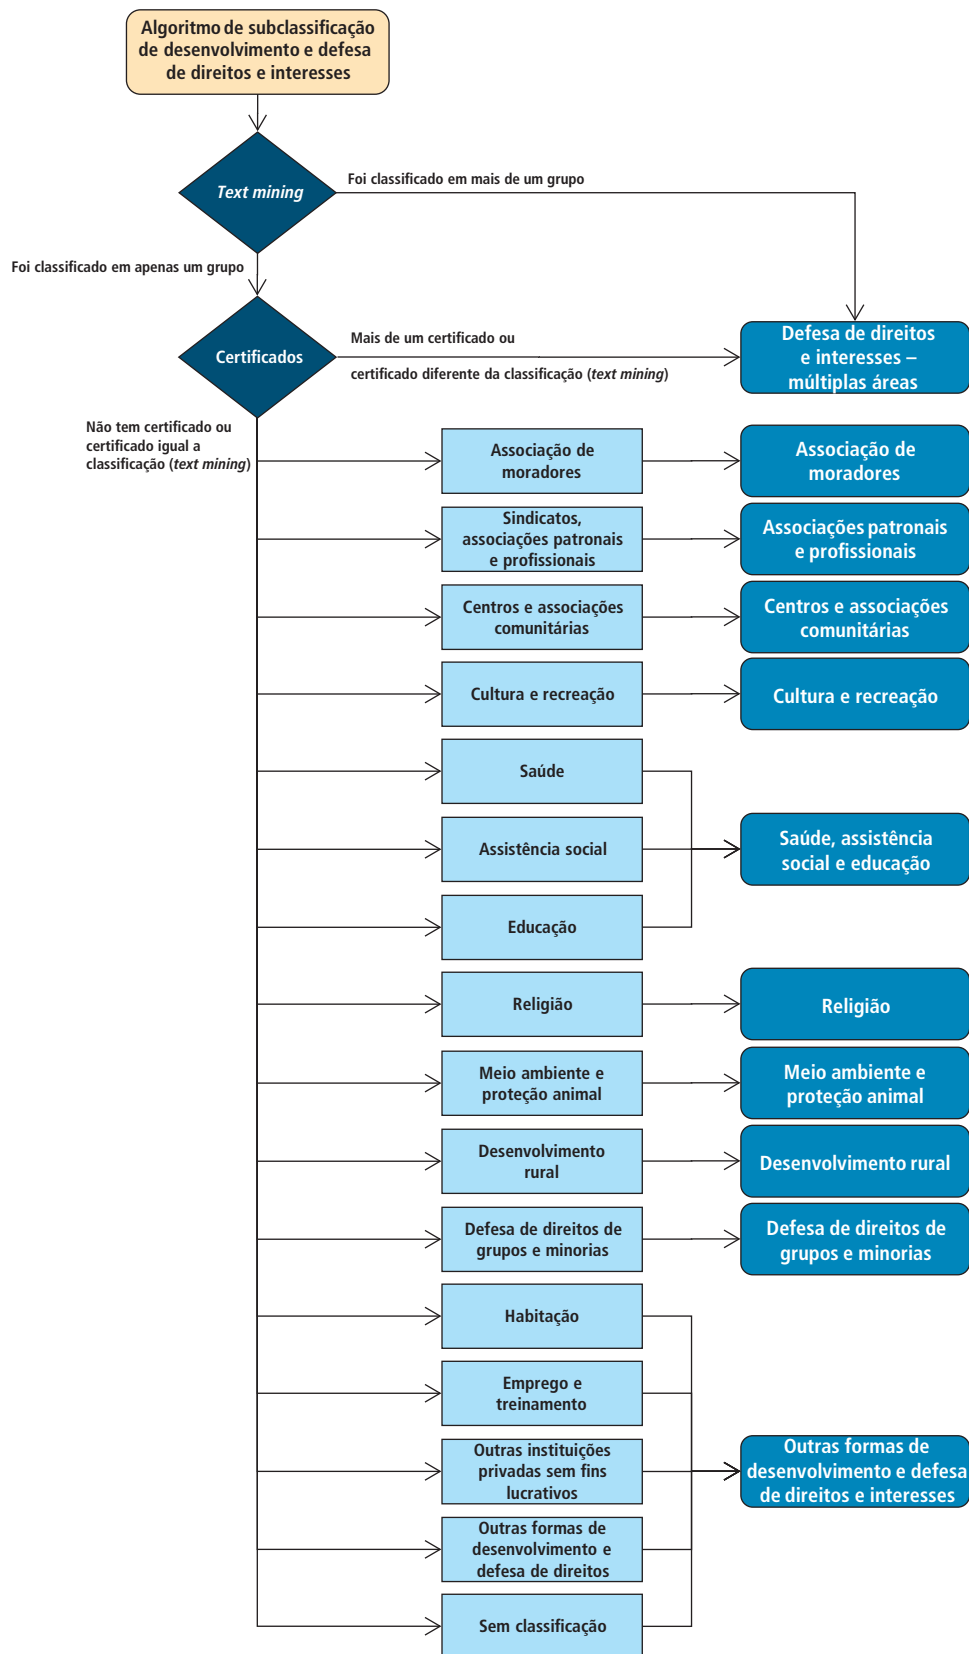 Algoritmo de subclassificação
de desenvolvimento e defesa
de direitos e interesses
Text mining
Foi classificado em mais de um grupo
Foi classificado em apenas um grupo
Certificados
Mais de um certificado ou
certificado diferente da classificação (text mining)
Defesa de direitos
e interesses –
múltiplas áreas
Não tem certificado ou
certificado igual a
classificação (text mining)
Associação de
moradores
Associação de
moradores
Sindicatos,
associações patronais
e profissionais
Associações patronais
e profissionais
Centros e associações
comunitárias
Centros e associações
comunitárias
Cultura e recreação
Cultura e recreação
Saúde
Assistência social
Educação
Saúde, assistência
social e educação
Religião
Religião
Meio ambiente e
proteção animal
Meio ambiente e
proteção animal
Desenvolvimento
rural
Desenvolvimento rural
Defesa de direitos de
grupos e minorias
Defesa de direitos de
grupos e minorias
Habitação
Emprego e
treinamento
Outras instituições
privadas sem fins
lucrativos
Outras formas de
desenvolvimento e
defesa de direitos
Sem classificação
Outras formas de
desenvolvimento e defesa
de direitos e interesses